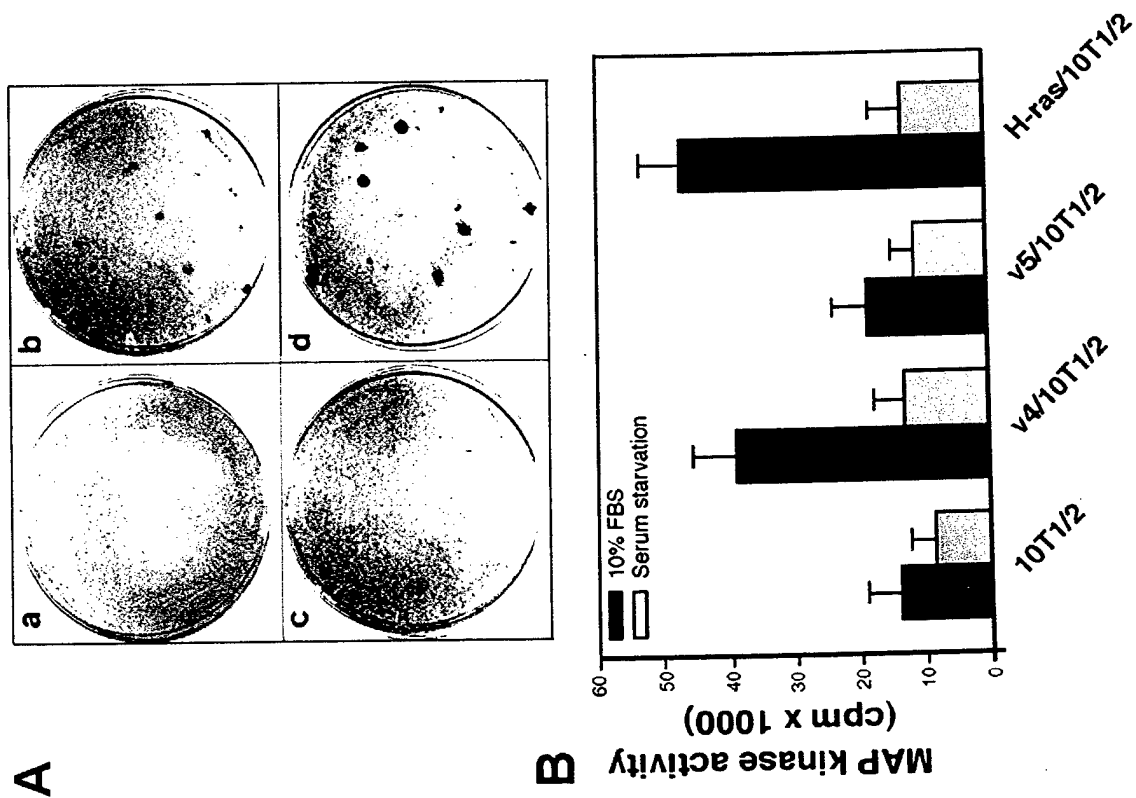 A
a
b
c
d
B
MAP kinase activity
(cpm x 1000)
60
50
40
30
20
10
0
10% FBS
Serum starvation
10T1/2
v4/10T1/2
v5/10T1/2
H-ras/10T1/2